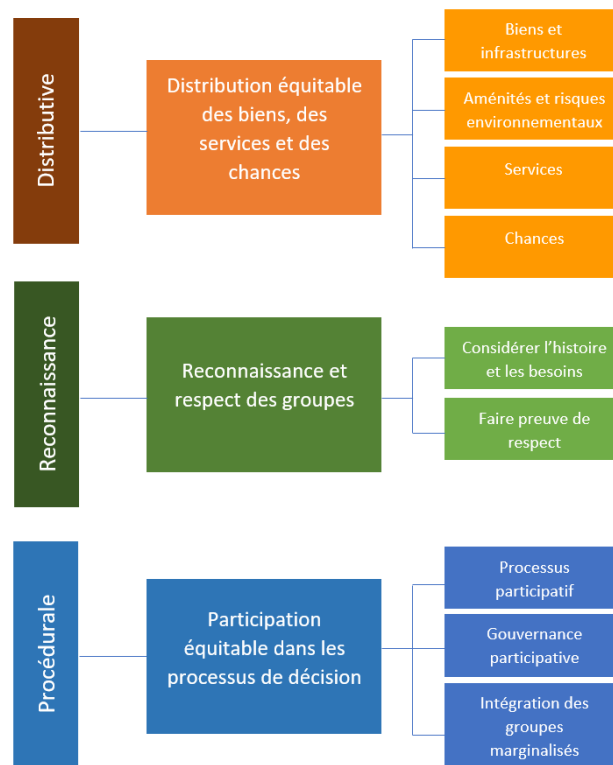 Distributive
Distribution équitable
des biens, des
services et des
chances
Biens et
infrastructures
Aménités et risques
environnementaux
Services
Chances
Reconnaissance
Reconnaissance et
respect des groupes
Considérer l’histoire
et les besoins
Faire preuve de
respect
Procédurale
Participation
équitable dans les
processus de décision
Processus
participatif
Gouvernance
participative
Intégration des
groupes
marginalisés